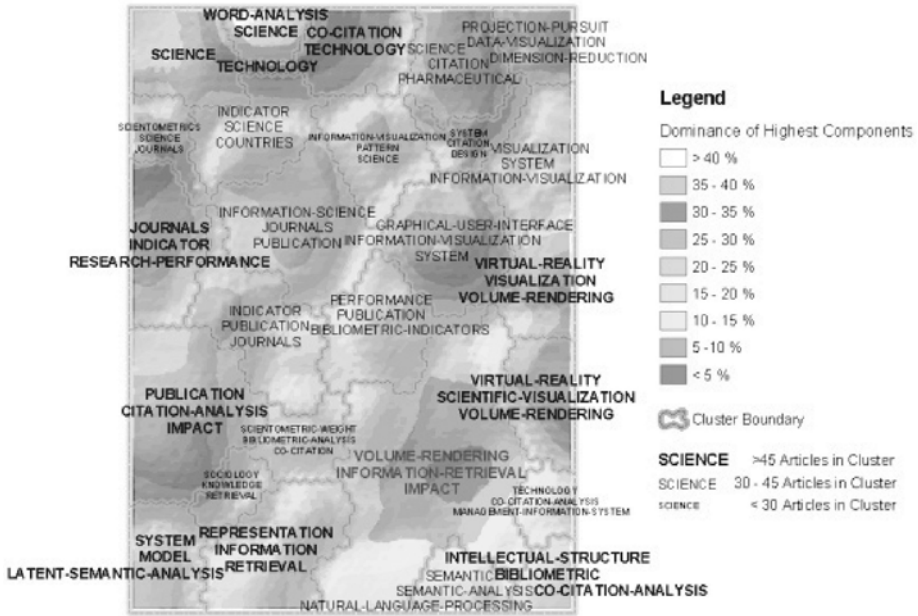 WORD-ANALYSIS
SCIENCE
CO-CITATION
TECHNOLOGY
SCIENCE
TECHNOLOGY
SCIENCE
CITATION
PHARMACEUTICAL
PROJECTION-PURSUIT
DATA-VISUALIZATION
DIMENSION-REDUCTION
SCIENTOMETRICS
SCIENCE
JOURNALS
INDICATOR
SCIENCE
COUNTRIES
INFORMATION-VISUALIZATION
PATTERN
SCIENCE
SYSTEM
CITATION
DESIGN
VISUALIZATION
SYSTEM
INFORMATION-VISUALIZATION
JOURNALS
INDICATOR
RESEARCH-PERFORMANCE
INFORMATION-SCIENCE
JOURNALS
PUBLICATION
GRAPHICAL-USER-INTERFACE
INFORMATION-VISUALIZATION
SYSTEM
VIRTUAL-REALITY
VISUALIZATION
VOLUME-RENDERING
INDICATOR
PUBLICATION
JOURNALS
PERFORMANCE
PUBLICATION
BIBLIOMETRIC-INDICATORS
PUBLICATION
CITATION-ANALYSIS
IMPACT
VIRTUAL-REALITY
SCIENTIFIC-VISUALIZATION
VOLUME-RENDERING
SCIENTOMETRIC-WEIGHT
BIBLIOMETRIC-ANALYSIS
CO-CITATION
VOLUME-RENDERING
INFORMATION-RETRIEVAL
IMPACT
SOCIOLOGY
KNOWLEDGE
RETRIEVAL
TECHNOLOGY
CO-CITATION-ANALYSIS
MANAGEMENT-INFORMATION-SYSTEM
SYSTEM
MODEL
LATENT-SEMANTIC-ANALYSIS
REPRESENTATION
INFORMATION
RETRIEVAL
INTELLECTUAL-STRUCTURE
BIBLIOMETRIC
CO-CITATION-ANALYSIS
SEMANTIC
SEMANTIC-ANALYSIS
NATURAL-LANGUAGE-PROCESSING
Legend
Dominance of Highest Components
> 40 %
35 - 40 %
30 - 35 %
25 - 30 %
20 - 25 %
15 - 20 %
10 - 15 %
5 -10 %
< 5 %
Cluster Boundary
SCIENCE >45 Articles in Cluster
SCIENCE 30 - 45 Articles in Cluster
SCIENCE < 30 Articles in Cluster